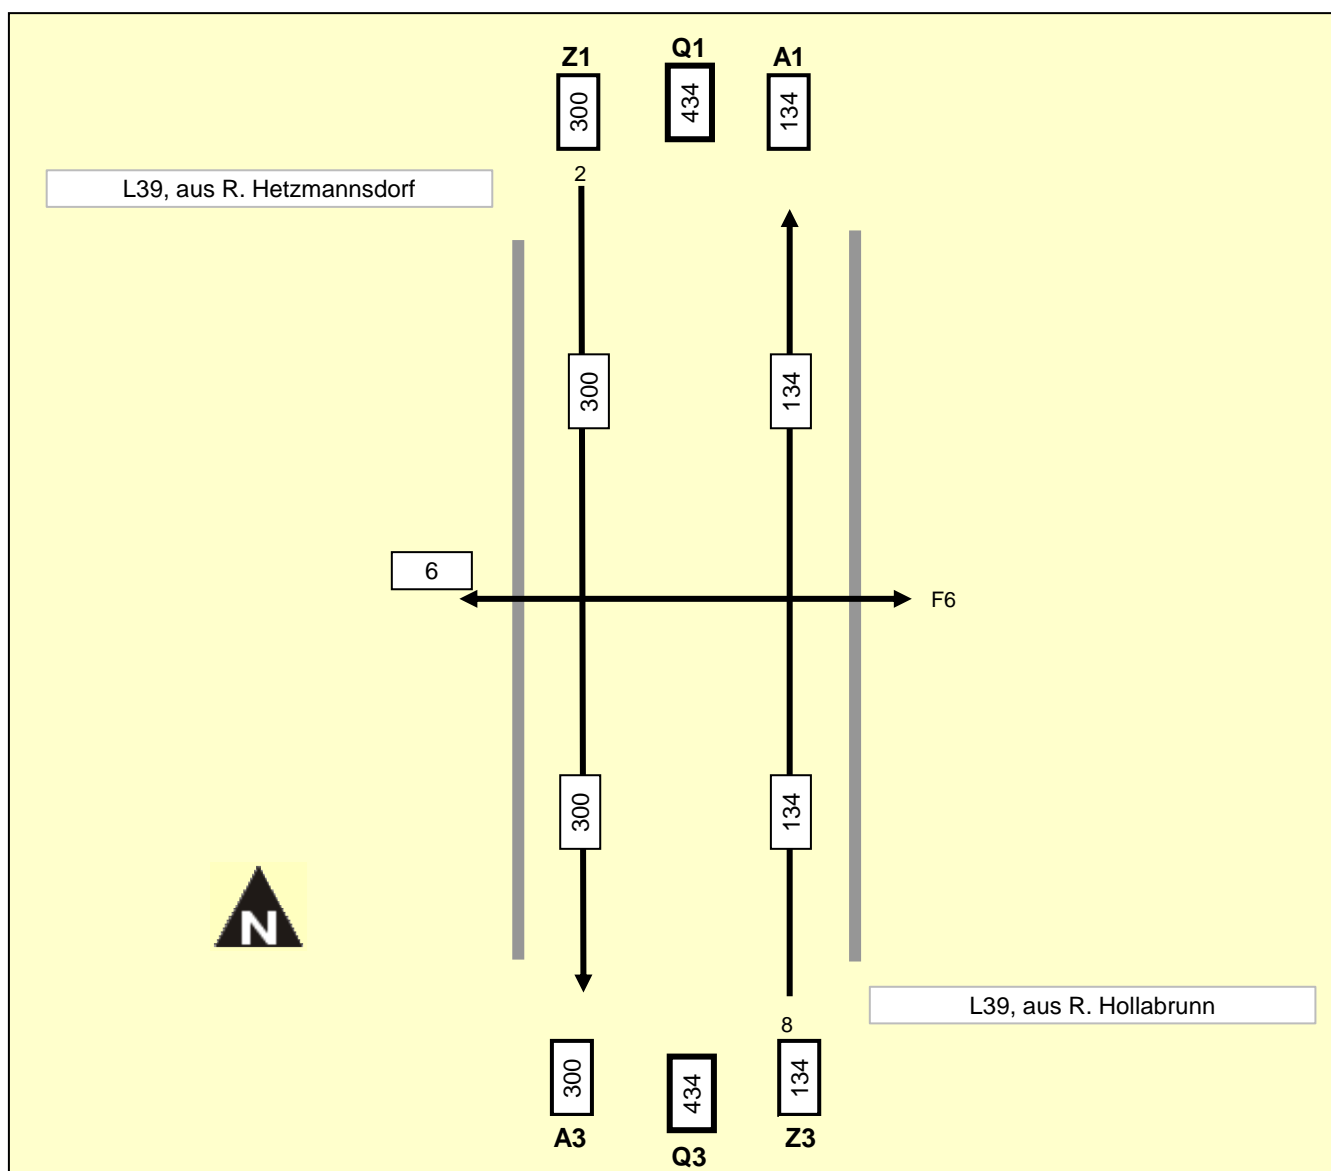 Z1
Q1
A1
300
434
134
L39, aus R. Hetzmannsdorf
2
300
134
6
F6
300
134
N
L39, aus R. Hollabrunn
8
300
434
134
A3
Q3
Z3